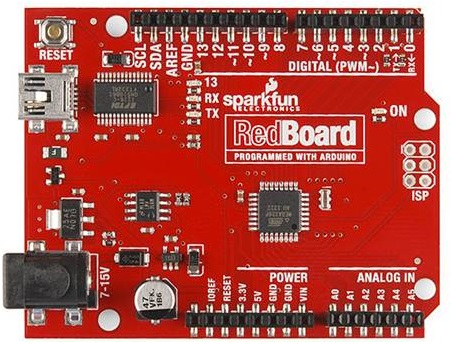 RESET
SCL
SDA
AREF
GND
13
12
~11
~10
~9
8
7
~6
~5
4
~3
2
1
0
DIGITAL (PWM~)
TX
RX
13
RX
TX
sparkfun
ELECTRONICS
ON
RedBoard
PROGRAMMED WITH ARDUINO
FTDI
ISP
7-15V
47
VFK
POWER
ANALOG IN
IOREF
RESET
3.3V
5V
GND
GND
VIN
A0
A1
A2
A3
A4
A5